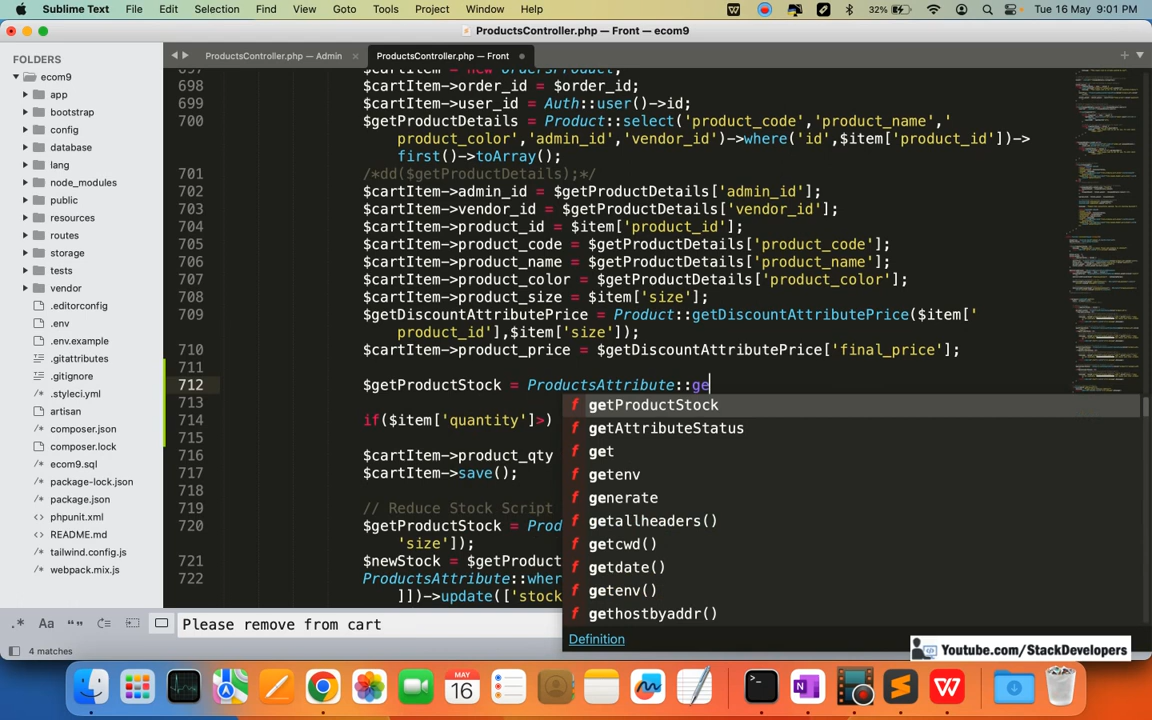 Sublime Text File Edit Selection Find View Goto Tools Project Window Help 32% Tue 16 May 9:01 PM
ProductsController.php — Front — ecom9
FOLDERS
ecom9
app
bootstrap
config
database
lang
node_modules
public
resources
routes
storage
tests
vendor
.editorconfig
.env
.env.example
.gitattributes
.gitignore
.styleci.yml
artisan
composer.json
composer.lock
ecom9.sql
package-lock.json
package.json
phpunit.xml
README.md
tailwind.config.js
webpack.mix.js
ProductsController.php — Admin
ProductsController.php — Front
697 $cartItem = new OrdersProduct;
698 $cartItem->order_id = $order_id;
699 $cartItem->user_id = Auth::user()->id;
700 $getProductDetails = Product::select('product_code','product_name','
product_color','admin_id','vendor_id')->where('id',$item['product_id'])->
first()->toArray();
701 /*dd($getProductDetails);*/
702 $cartItem->admin_id = $getProductDetails['admin_id'];
703 $cartItem->vendor_id = $getProductDetails['vendor_id'];
704 $cartItem->product_id = $item['product_id'];
705 $cartItem->product_code = $getProductDetails['product_code'];
706 $cartItem->product_name = $getProductDetails['product_name'];
707 $cartItem->product_color = $getProductDetails['product_color'];
708 $cartItem->product_size = $item['size'];
709 $getDiscountAttributePrice = Product::getDiscountAttributePrice($item['
product_id'],$item['size']);
710 $cartItem->product_price = $getDiscountAttributePrice['final_price'];
711
712 $getProductStock = ProductsAttribute::ge
713
714 if($item['quantity']>)
715
716 $cartItem->product_qty
717 $cartItem->save();
718
719 // Reduce Stock Script
720 $getProductStock = Prod
'size']);
721 $newStock = $getProduct
722 ProductsAttribute::wher
]])->update(['stock
f getProductStock
f getAttributeStatus
f get
f getenv
f generate
f getallheaders()
f getcwd()
f getdate()
f getenv()
f gethostbyaddr()
Definition
.* Aa “” Please remove from cart
4 matches
Youtube.com/StackDevelopers
MAY
16